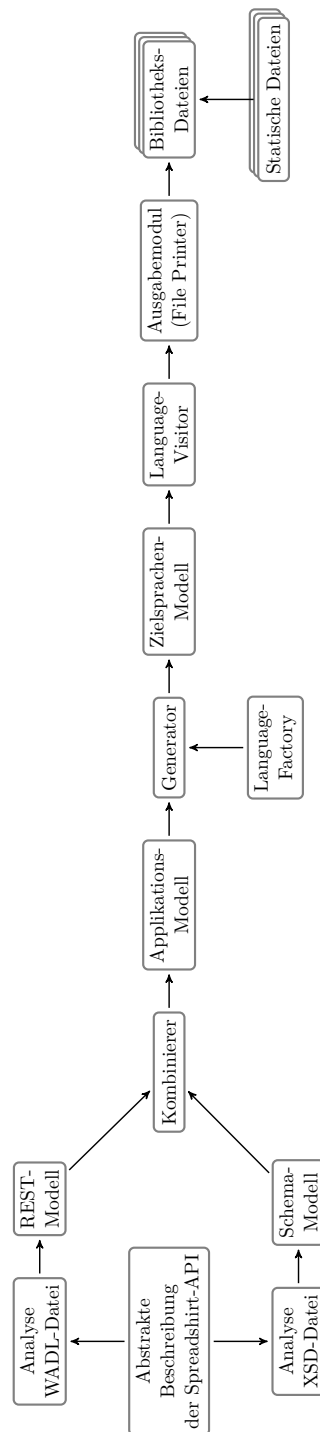 Analyse
WADL-Datei
REST-
Modell
Abstrakte
Beschreibung
der Spreadshirt-API
Analyse
XSD-Datei
Schema-
Modell
Kombinierer
Applikations-
Modell
Generator
Language-
Factory
Zielsprachen-
Modell
Language-
Visitor
Ausgabemodul
(File Printer)
Bibliotheks-
Dateien
Statische Dateien